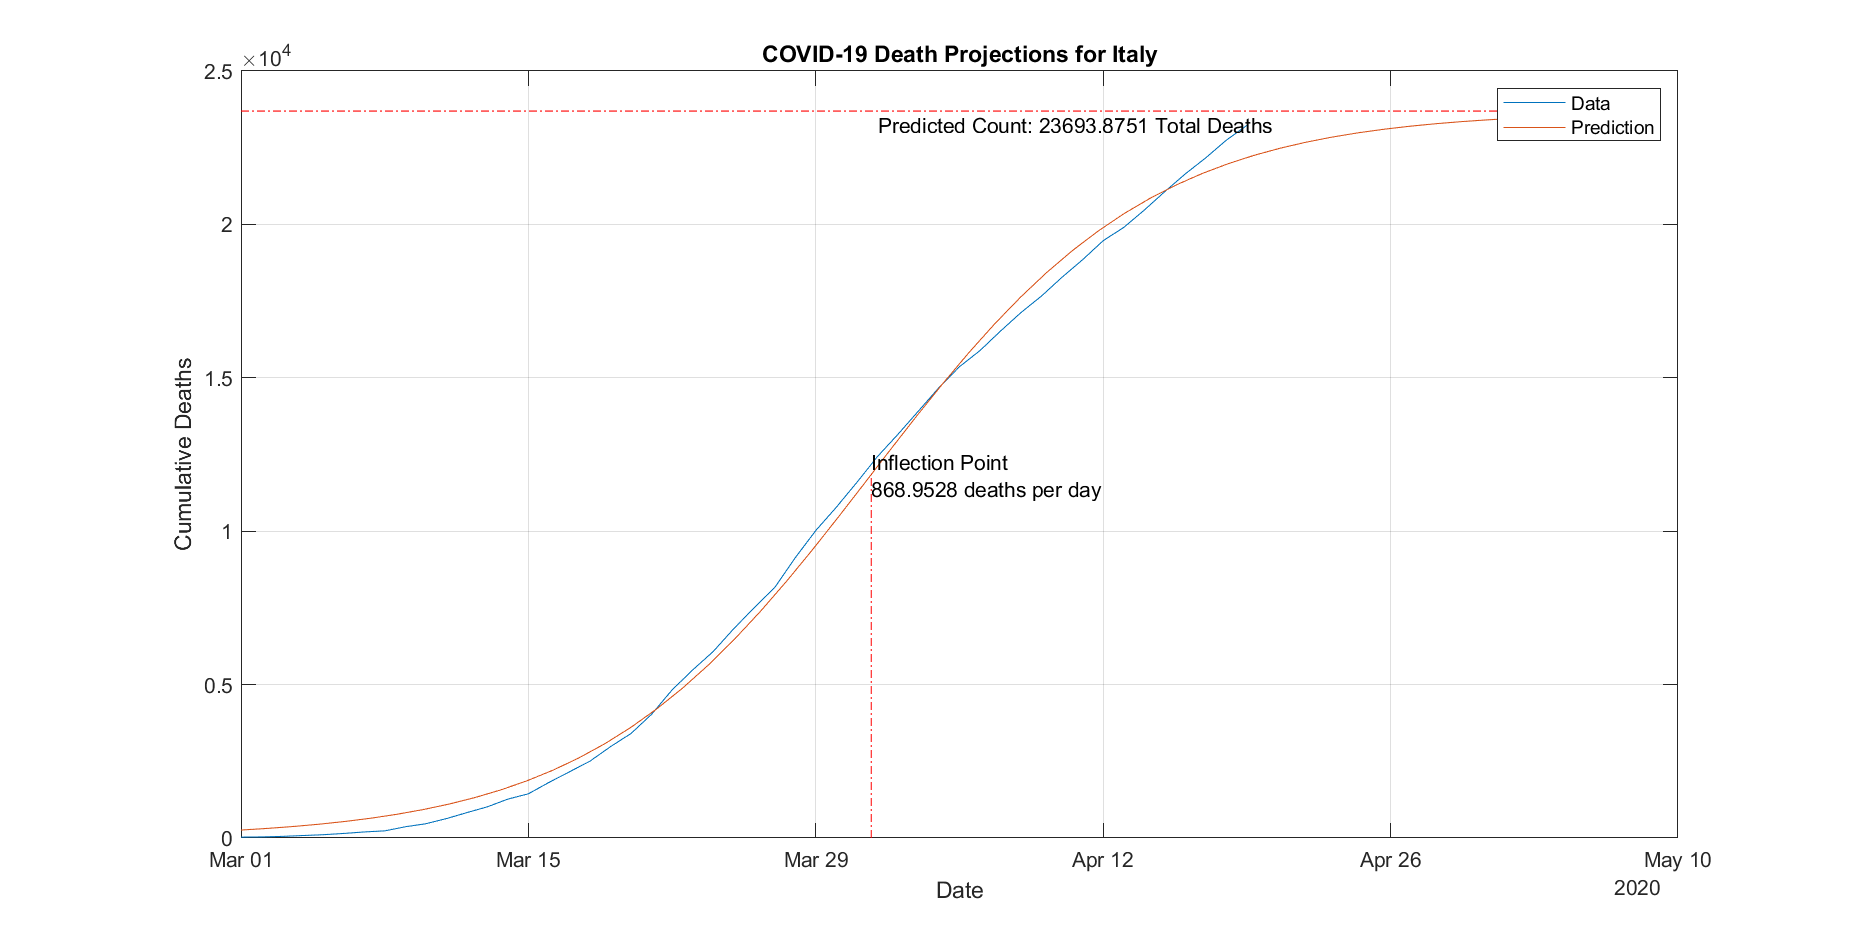 COVID-19 Death Projections for Italy
×10^4
2.5
2
1.5
1
0.5
0
Cumulative Deaths
Data
Prediction
Predicted Count: 23693.8751 Total Deaths
Inflection Point
868.9528 deaths per day
Mar 01 Mar 15 Mar 29 Apr 12 Apr 26 May 10
2020
Date